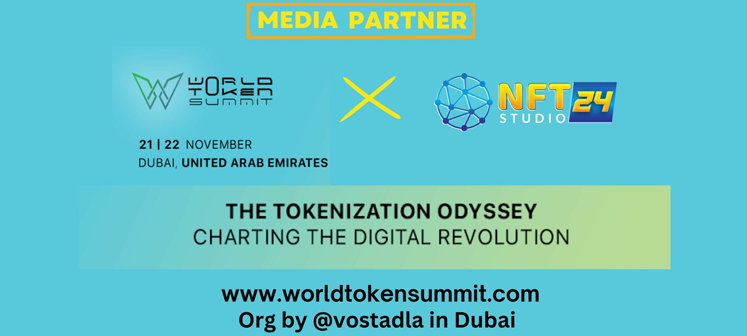 MEDIA PARTNER
WORLD
TOKEN
SUMMIT
NFT 24
STUDIO
21 | 22 NOVEMBER
DUBAI, UNITED ARAB EMIRATES
THE TOKENIZATION ODYSSEY
CHARTING THE DIGITAL REVOLUTION
www.worldtokensummit.com
Org by @vostadla in Dubai